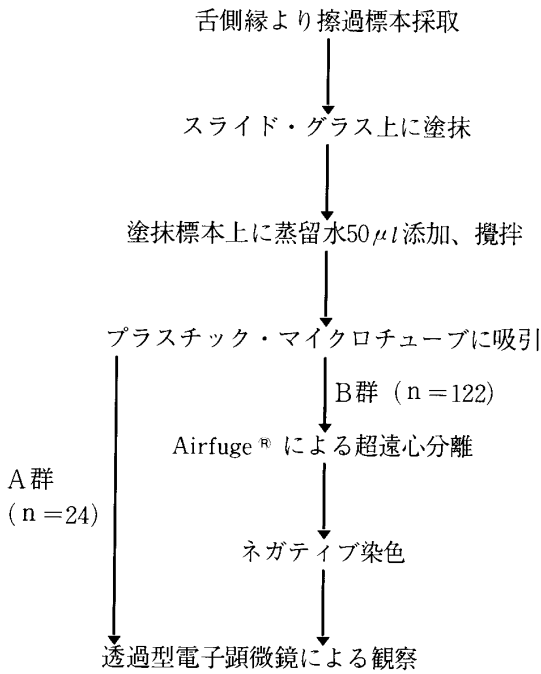 舌側縁より擦過標本採取
スライド・グラス上に塗抹
塗抹標本上に蒸留水50μl添加、攪拌
プラスチック・マイクロチューブに吸引
B群 (n=122)
Airfuge® による超遠心分離
A群
(n=24)
ネガティブ染色
透過型電子顕微鏡による観察